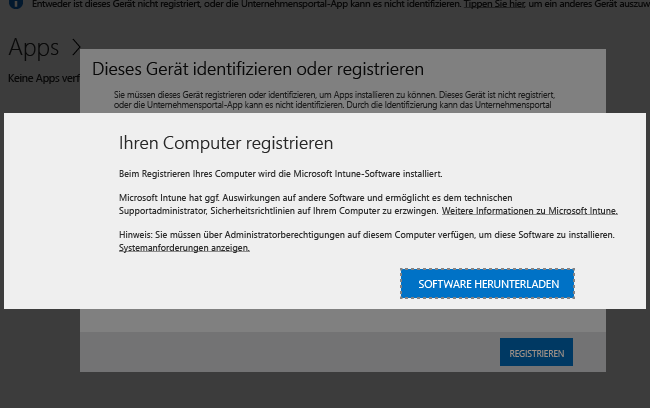 Entweder ist dieses Gerät nicht registriert, oder die Unternehmensportal-App kann es nicht identifizieren. Tippen Sie hier, um ein anderes Gerät auszuw
Apps
Keine Apps verf
Dieses Gerät identifizieren oder registrieren
Sie müssen dieses Gerät registrieren oder identifizieren, um Apps installieren zu können. Dieses Gerät ist nicht registriert,
oder die Unternehmensportal-App kann es nicht identifizieren. Durch die Identifizierung kann das Unternehmensportal
Ihren Computer registrieren
Beim Registrieren Ihres Computer wird die Microsoft Intune-Software installiert.
Microsoft Intune hat ggf. Auswirkungen auf andere Software und ermöglicht es dem technischen
Supportadministrator, Sicherheitsrichtlinien auf Ihrem Computer zu erzwingen. Weitere Informationen zu Microsoft Intune.
Hinweis: Sie müssen über Administratorberechtigungen auf diesem Computer verfügen, um diese Software zu installieren.
Systemanforderungen anzeigen.
SOFTWARE HERUNTERLADEN
REGISTRIEREN